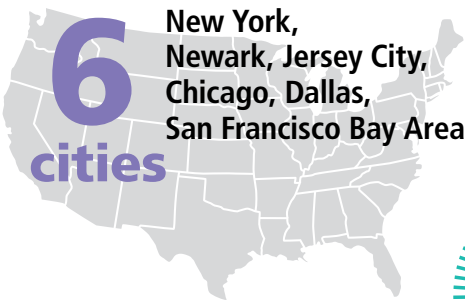 6
cities
New York,
Newark, Jersey City,
Chicago, Dallas,
San Francisco Bay Area